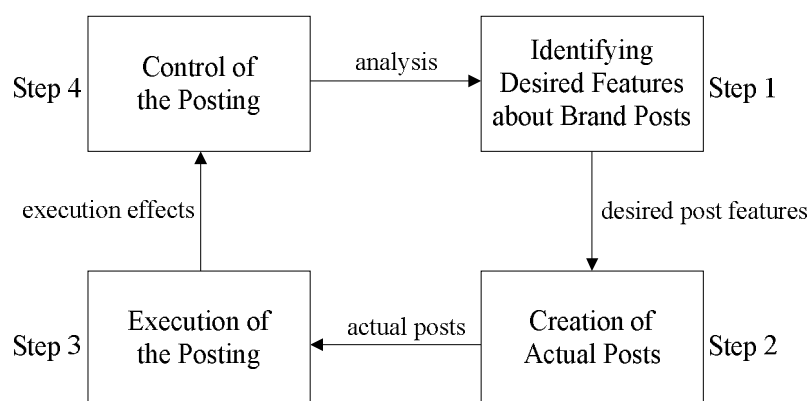 Step 4
Control of
the Posting
analysis
Identifying
Desired Features
about Brand Posts
Step 1
execution effects
desired post features
Step 3
Execution of
the Posting
actual posts
Creation of
Actual Posts
Step 2